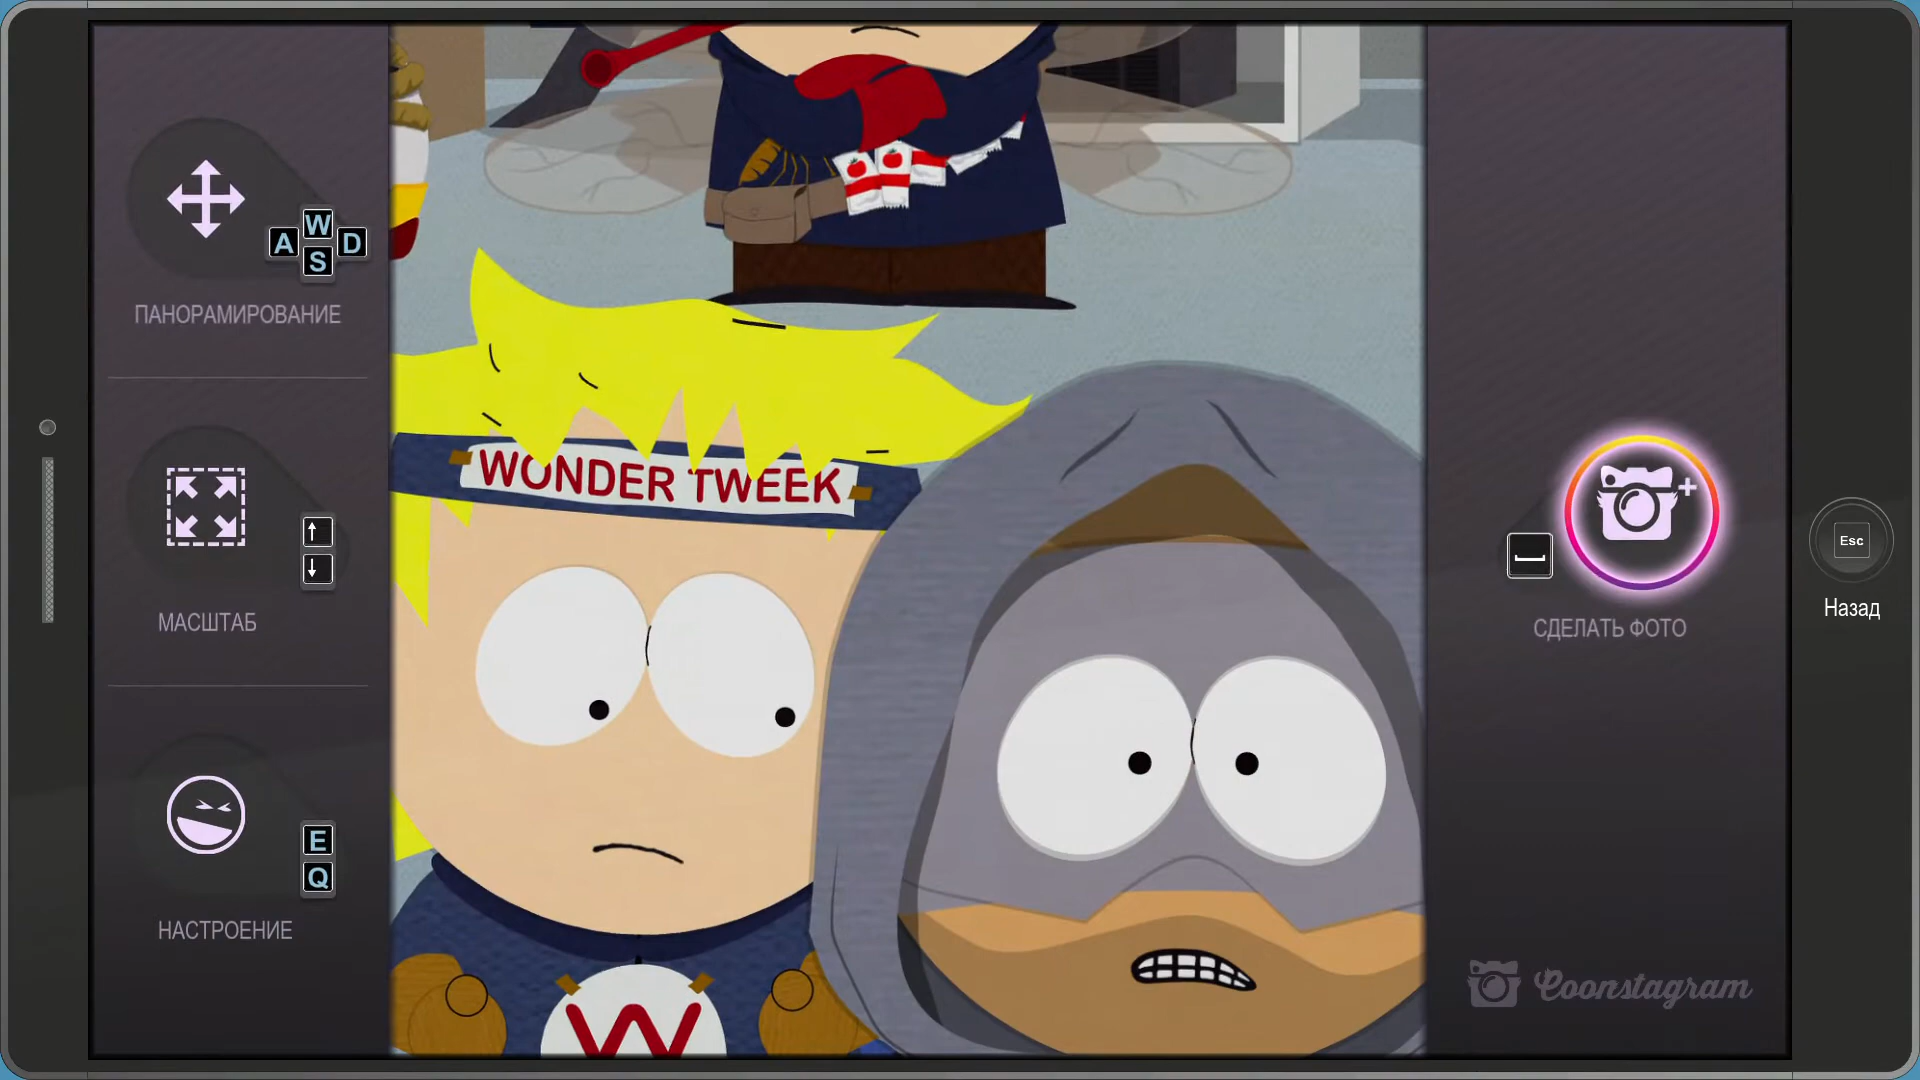 W
A
D
S
ПАНОРАМИРОВАНИЕ
МАСШТАБ
E
Q
НАСТРОЕНИЕ
WONDER TWEEK
W
СДЕЛАТЬ ФОТО
Coonstagram
Esc
Назад